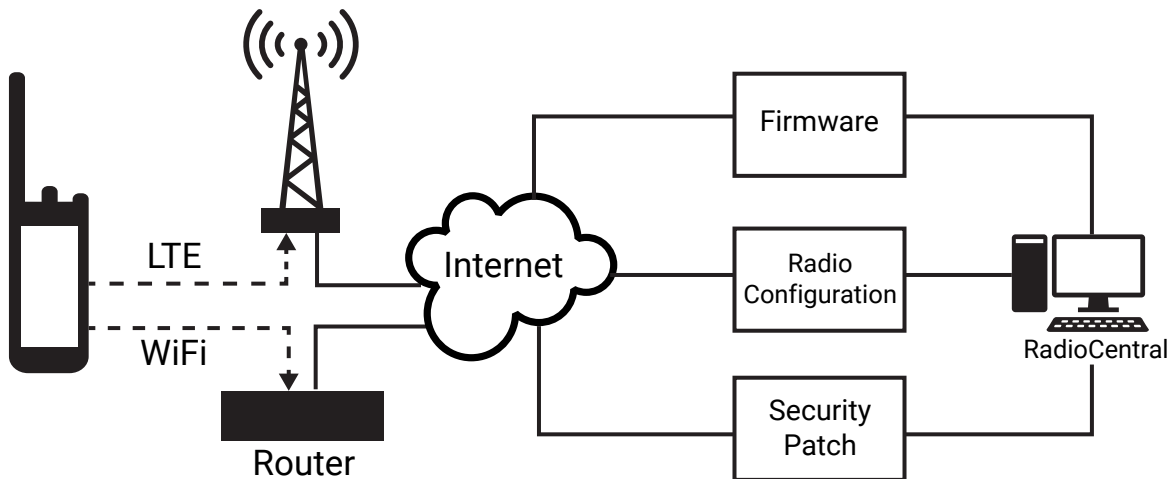 LTE
WiFi
Router
Internet
Firmware
Radio
Configuration
Security
Patch
RadioCentral